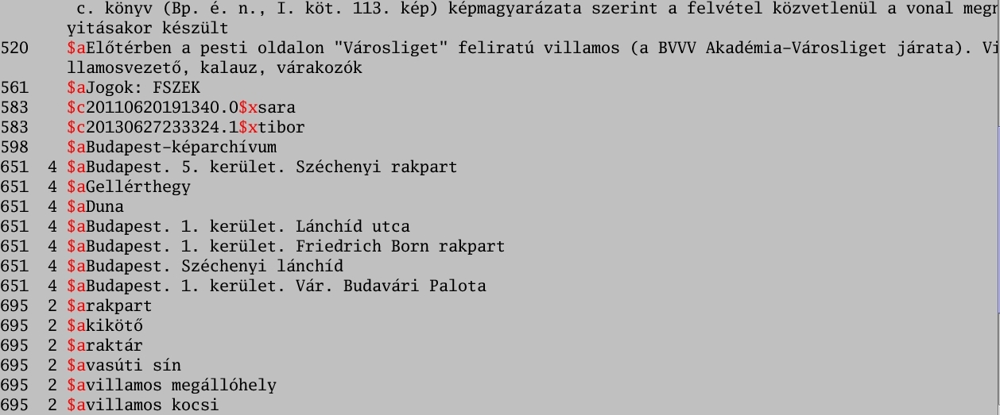 c. könyv (Bp. é. n., I. köt. 113. kép) képmagyarázata szerint a felvétel közvetlenül a vonal megn
yitásakor készült
520 $aElőtérben a pesti oldalon "Városliget" feliratú villamos (a BVVV Akadémia-Városliget járata). Vi
llamosvezető, kalauz, várakozók
561 $aJogok: FSZEK
583 $c20110620191340.0$xsara
583 $c20130627233324.1$xtibor
598 $aBudapest-képarchívum
651 4 $aBudapest. 5. kerület. Széchenyi rakpart
651 4 $aGellérthegy
651 4 $aDuna
651 4 $aBudapest. 1. kerület. Lánchíd utca
651 4 $aBudapest. 1. kerület. Friedrich Born rakpart
651 4 $aBudapest. Széchenyi lánchíd
651 4 $aBudapest. 1. kerület. Vár. Budavári Palota
695 2 $arakpart
695 2 $akikötő
695 2 $araktár
695 2 $avasúti sín
695 2 $avillamos megállóhely
695 2 $avillamos kocsi